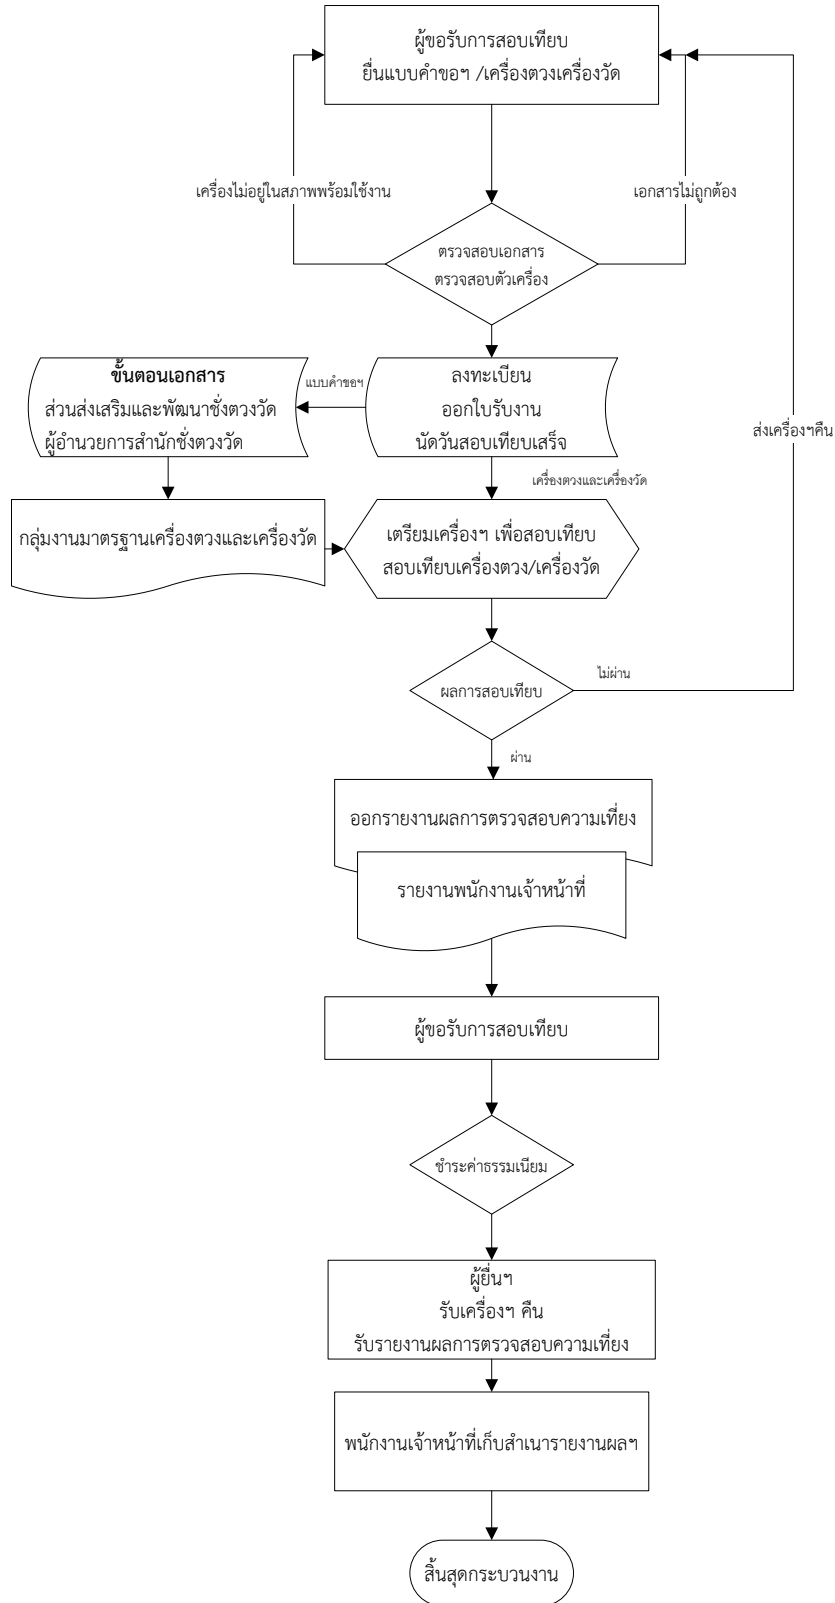 ผู้ขอรับการสอบเทียบ
ยื่นแบบคำขอฯ /เครื่องตวงเครื่องวัด
เครื่องไม่อยู่ในสภาพพร้อมใช้งาน
เอกสารไม่ถูกต้อง
ตรวจสอบเอกสาร
ตรวจสอบตัวเครื่อง
ขั้นตอนเอกสาร
ส่วนส่งเสริมและพัฒนาชั่งตวงวัด
ผู้อำนวยการสำนักชั่งตวงวัด
แบบคำขอฯ
ลงทะเบียน
ออกใบรับงาน
นัดวันสอบเทียบเสร็จ
ส่งเครื่องฯคืน
เครื่องตวงและเครื่องวัด
กลุ่มงานมาตรฐานเครื่องตวงและเครื่องวัด
เตรียมเครื่องฯ เพื่อสอบเทียบ
สอบเทียบเครื่องตวง/เครื่องวัด
ผลการสอบเทียบ
ไม่ผ่าน
ผ่าน
ออกรายงานผลการตรวจสอบความเที่ยง
รายงานพนักงานเจ้าหน้าที่
ผู้ขอรับการสอบเทียบ
ชำระค่าธรรมเนียม
ผู้ยื่นฯ
รับเครื่องฯ คืน
รับรายงานผลการตรวจสอบความเที่ยง
พนักงานเจ้าหน้าที่เก็บสำเนารายงานผลฯ
สิ้นสุดกระบวนงาน